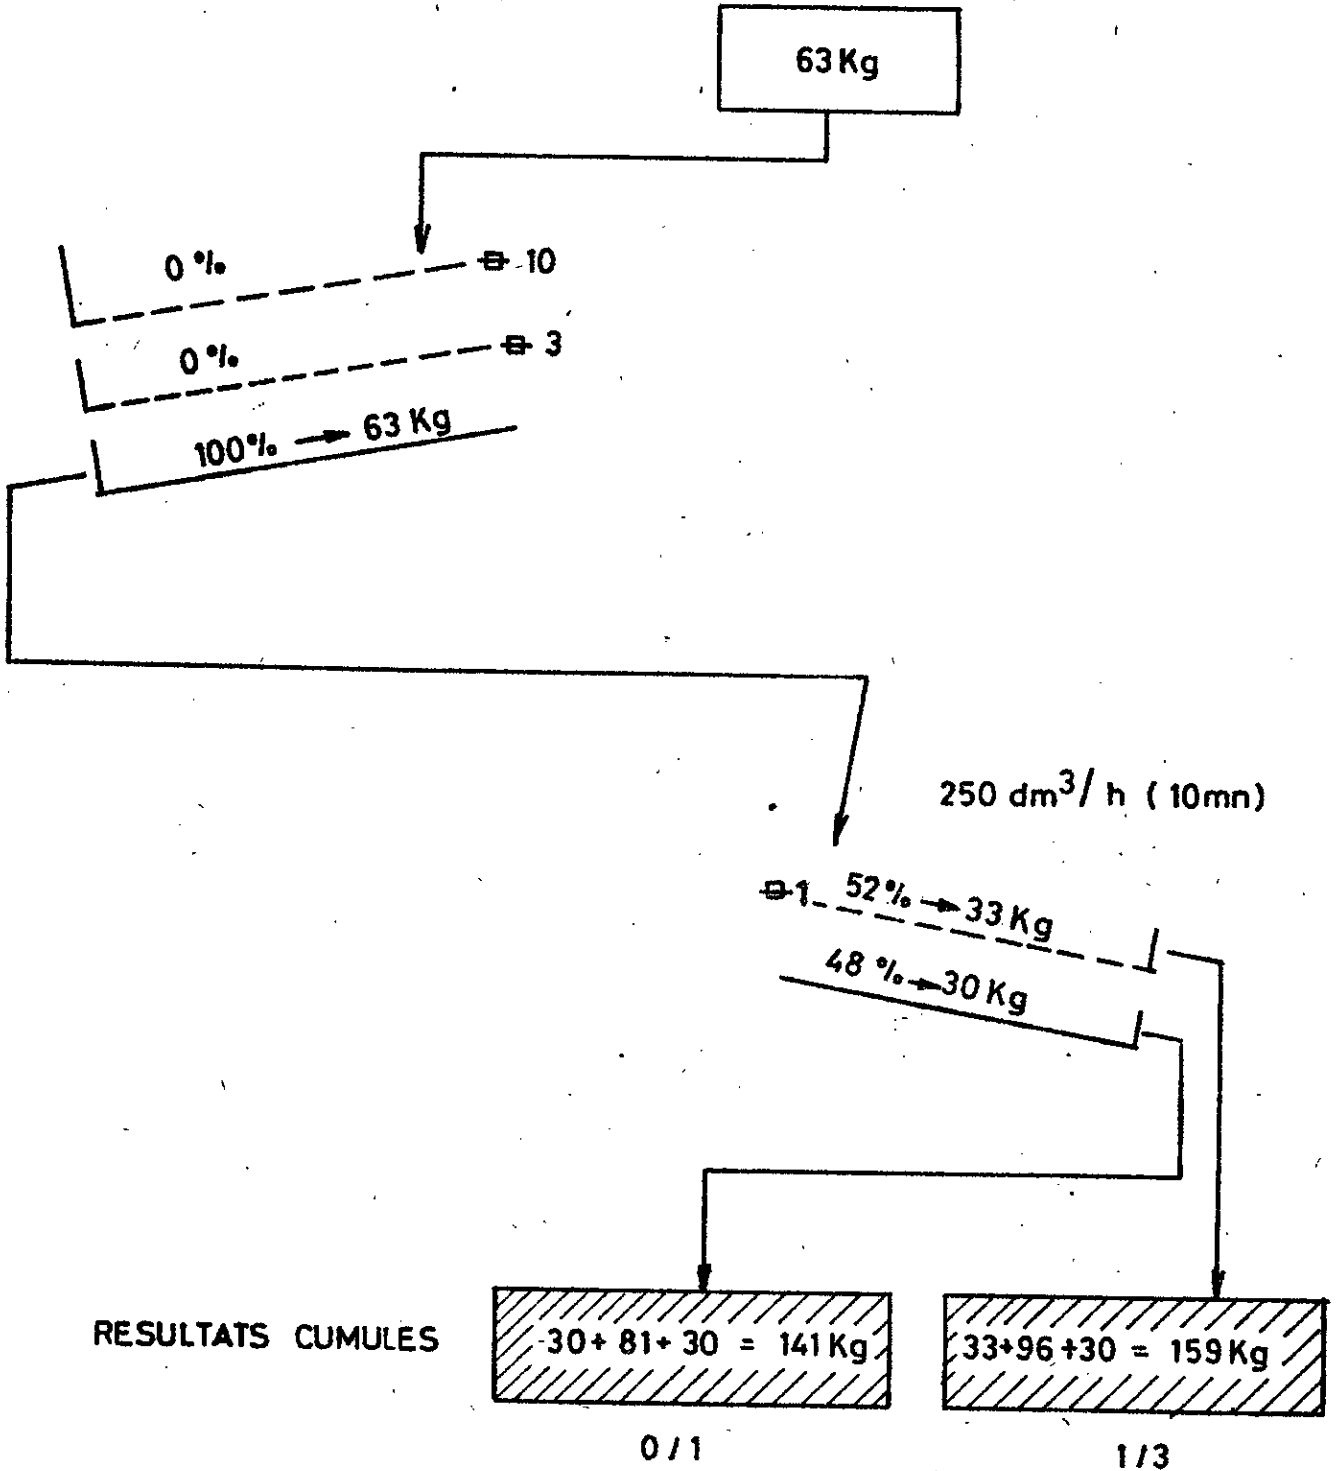 63 Kg
0 % 10
0 % 3
100% → 63 Kg
250 dm³/ h ( 10mn)
1 52% → 33 Kg
48 % → 30 Kg
RESULTATS CUMULES
30+ 81+ 30 = 141 Kg
33+96+30 = 159 Kg
0 / 1
1 / 3